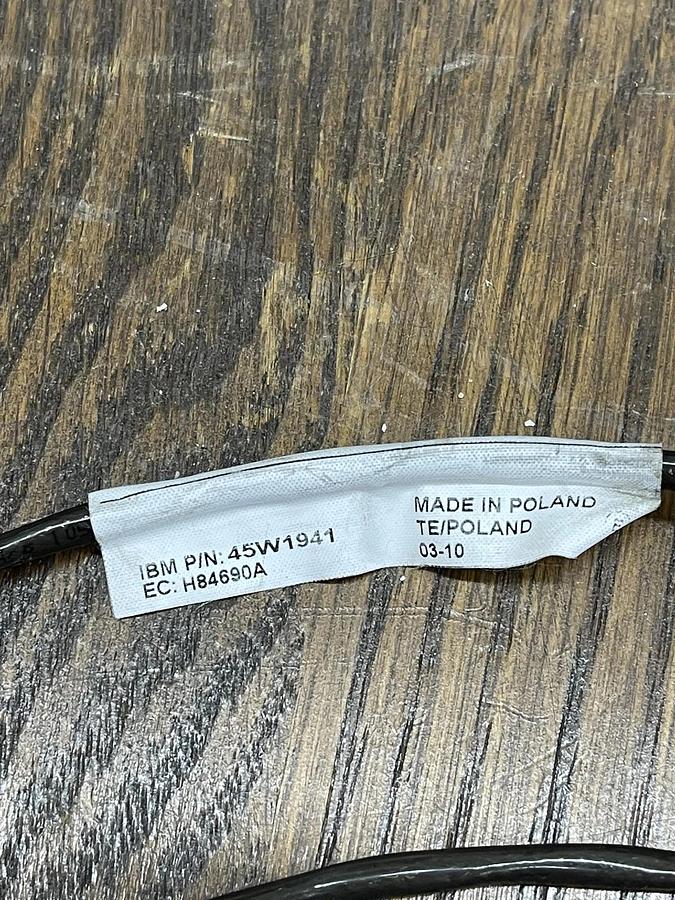 IBM P/N: 45W1941
EC: H84690A
MADE IN POLAND
TE/POLAND
03-10